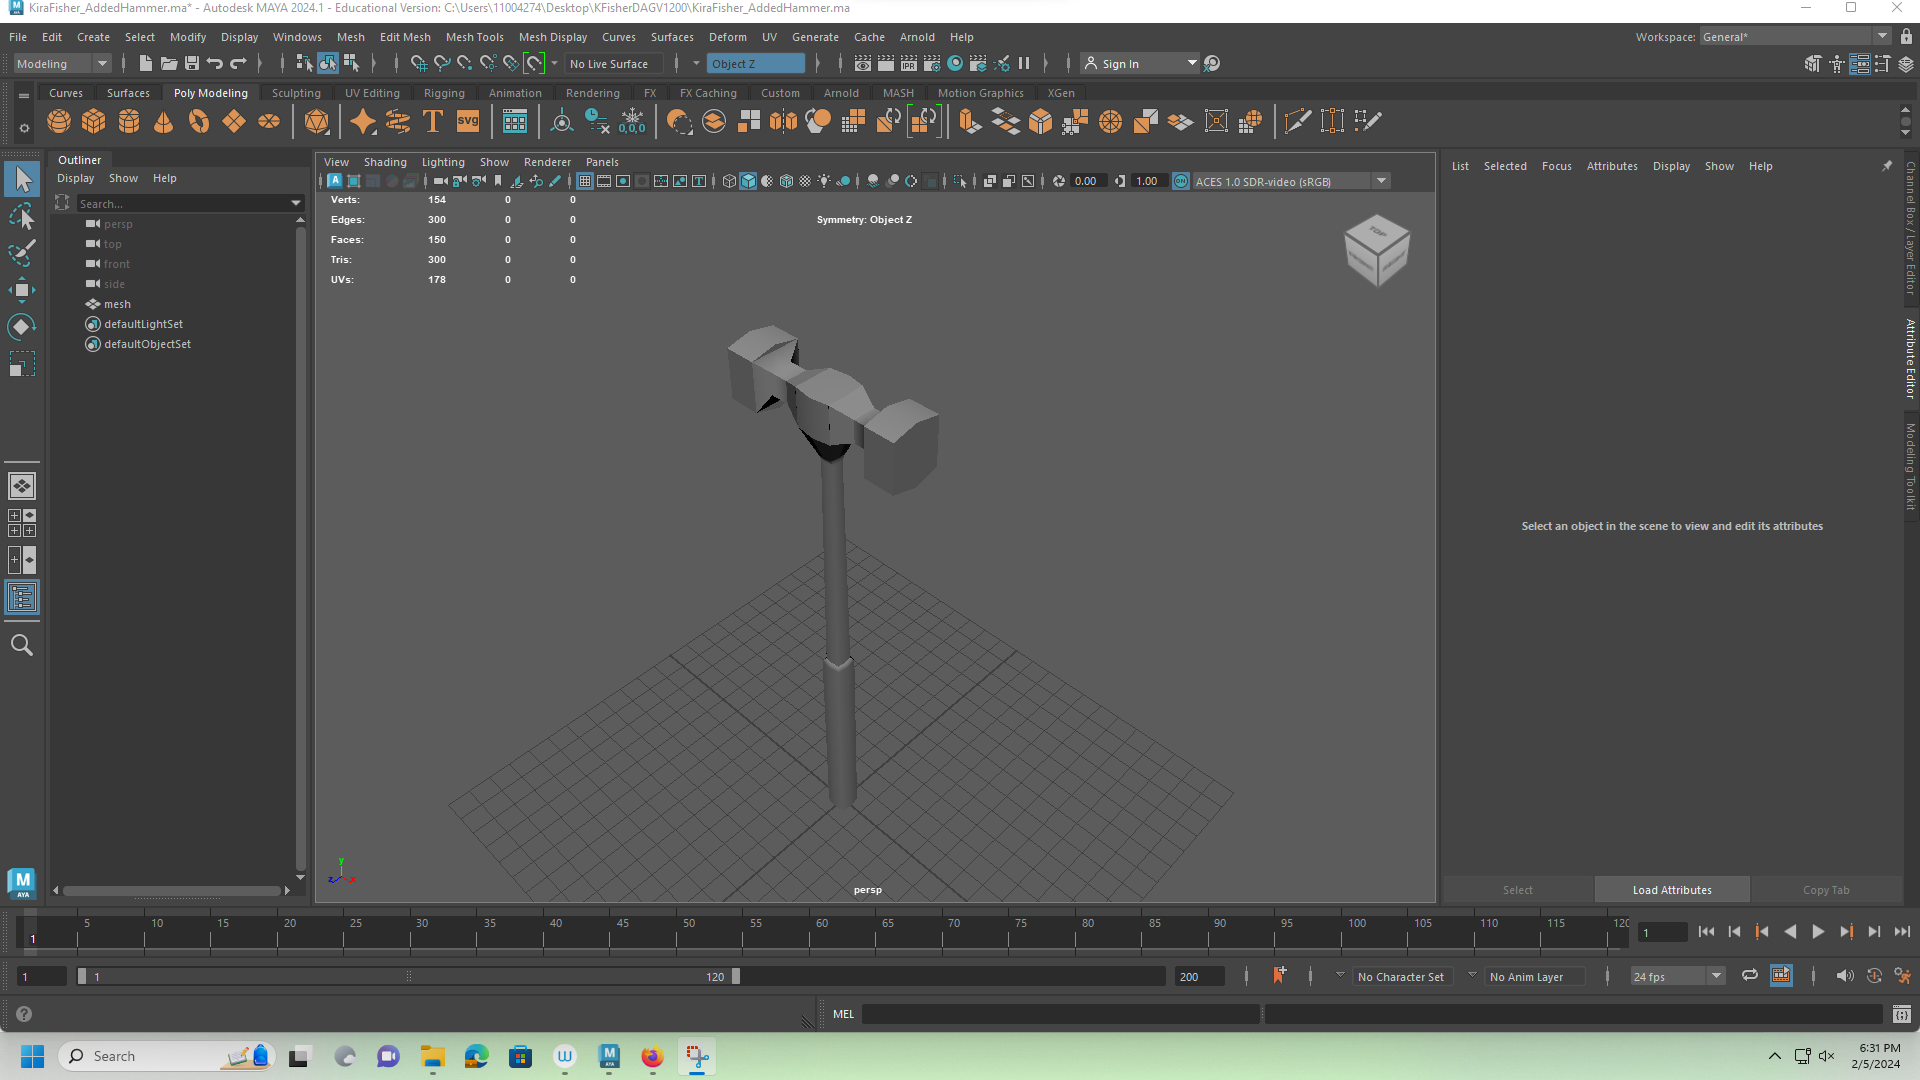 KiraFisher_AddedHammer.ma* - Autodesk MAYA 2024.1 - Educational Version: C:\Users\11004274\Desktop\KFisherDAGV1200\KiraFisher_AddedHammer.ma
File Edit Create Select Modify Display Windows Mesh Edit Mesh Mesh Tools Mesh Display Curves Surfaces Deform UV Generate Cache Arnold Help Workspace: General*
Modeling No Live Surface Object Z Sign In
Curves Surfaces Poly Modeling Sculpting UV Editing Rigging Animation Rendering FX FX Caching Custom Arnold MASH Motion Graphics XGen
T svg 0,0,0
Outliner
Display Show Help
Search...
persp
top
front
side
mesh
defaultLightSet
defaultObjectSet
View Shading Lighting Show Renderer Panels
0.00 1.00 ACES 1.0 SDR-video (sRGB)
Verts: 154 0 0
Edges: 300 0 0
Faces: 150 0 0
Tris: 300 0 0
UVs: 178 0 0
Symmetry: Object Z
TOP
y
z x
persp
List Selected Focus Attributes Display Show Help
Select an object in the scene to view and edit its attributes
Select Load Attributes Copy Tab
Channel Box / Layer Editor
Attribute Editor
Modeling Toolkit
M
AYA
5 10 15 20 25 30 35 40 45 50 55 60 65 70 75 80 85 90 95 100 105 110 115 120
1 1
1 1 120 200 No Character Set No Anim Layer 24 fps
MEL
Search
6:31 PM
2/5/2024